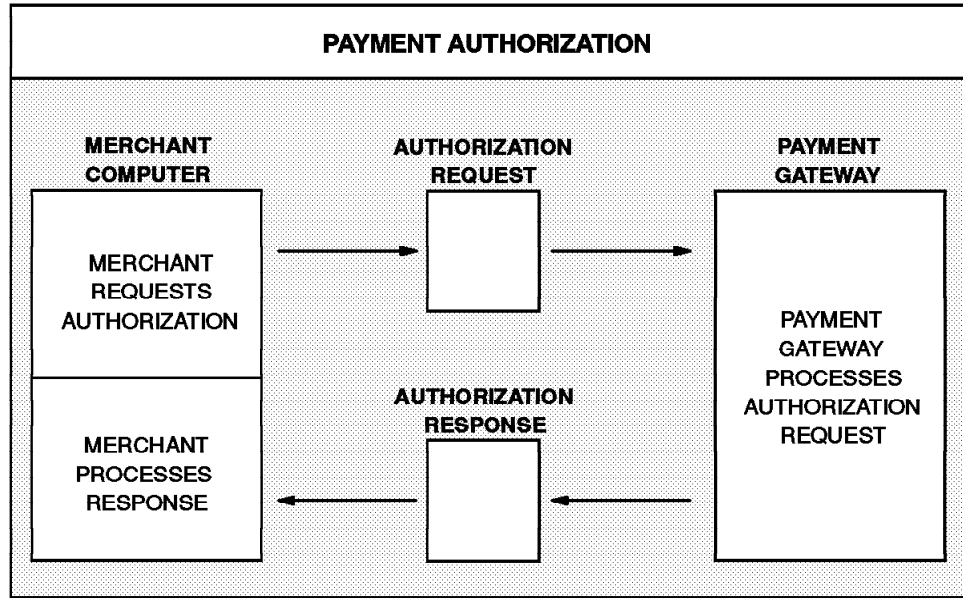 PAYMENT AUTHORIZATION
MERCHANT
COMPUTER
AUTHORIZATION
REQUEST
PAYMENT
GATEWAY
MERCHANT
REQUESTS
AUTHORIZATION
PAYMENT
GATEWAY
PROCESSES
AUTHORIZATION
REQUEST
AUTHORIZATION
RESPONSE
MERCHANT
PROCESSES
RESPONSE